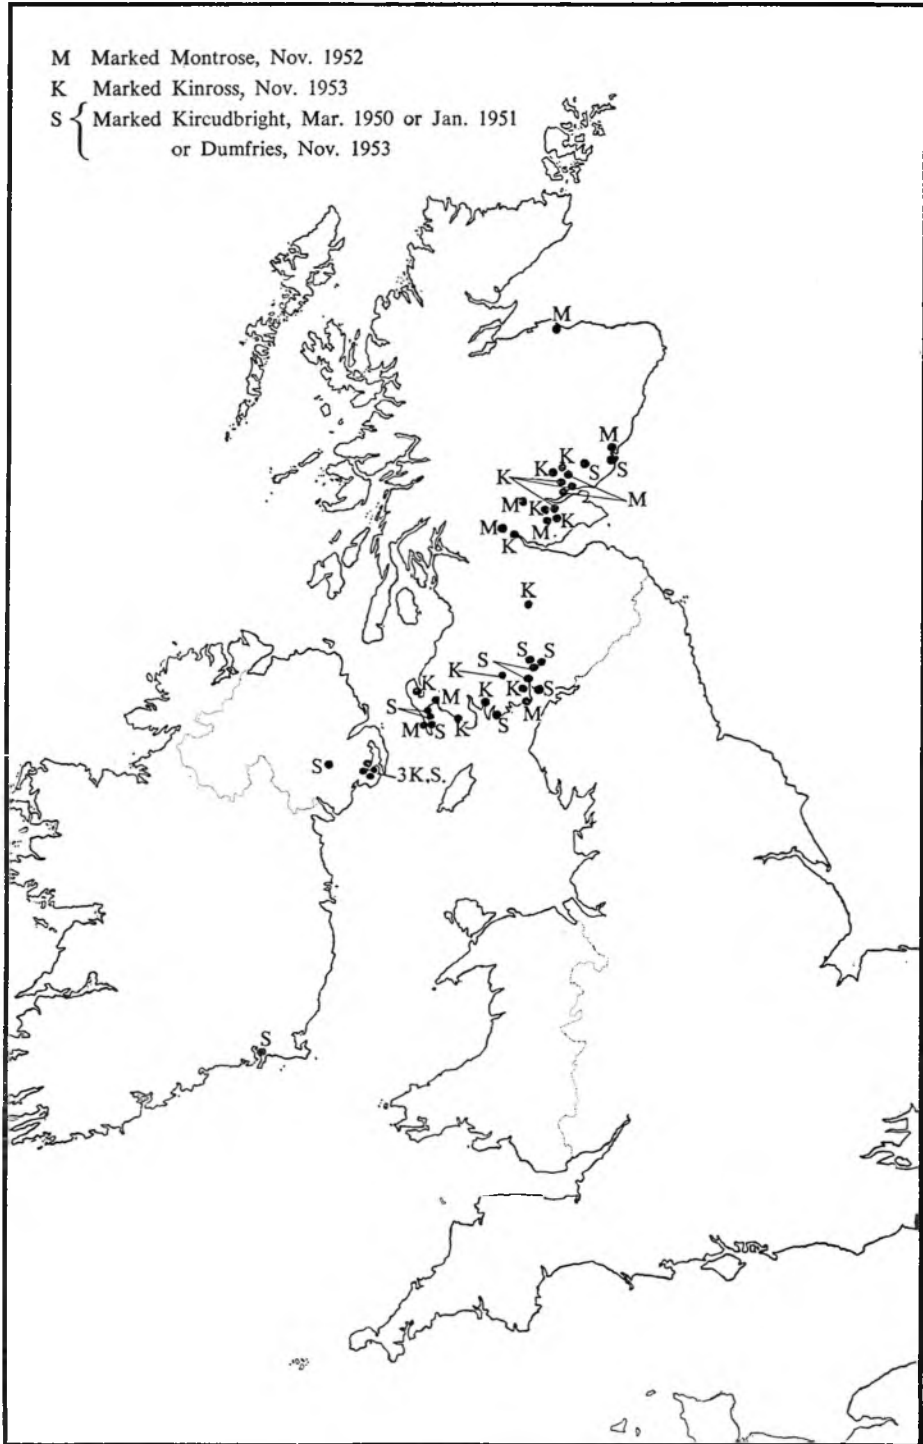 M Marked Montrose, Nov. 1952
K Marked Kinross, Nov. 1953
S { Marked Kircudbright, Mar. 1950 or Jan. 1951
or Dumfries, Nov. 1953
M
M
K
K S S
K M
M K
M M K
K
K
S S
S
K
K M K K S
S M
M S K S
S 3K,S.
S